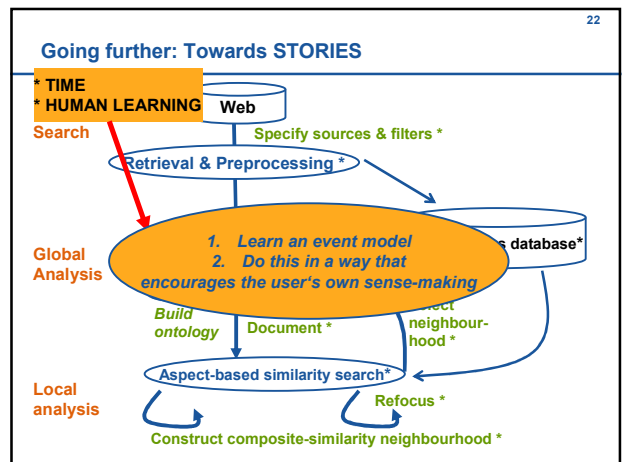 22
Going further: Towards STORIES
* TIME
* HUMAN LEARNING
Web
Search
Specify sources & filters *
Retrieval & Preprocessing *
Global
Analysis
1. Learn an event model
2. Do this in a way that
encourages the user's own sense-making
database*
Build
ontology
Document *
neighbour-
hood *
Aspect-based similarity search*
Local
analysis
Refocus *
Construct composite-similarity neighbourhood *